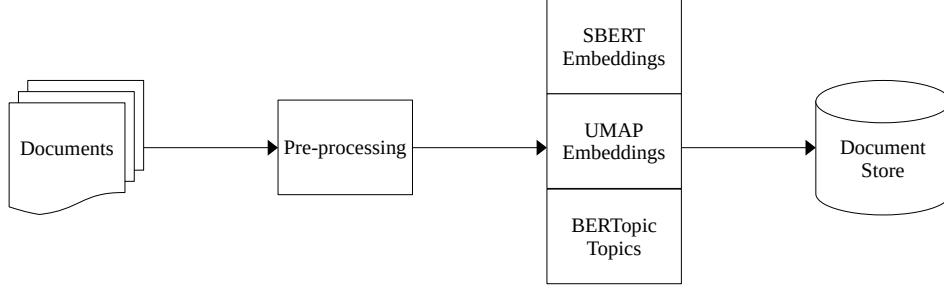 Documents
Pre-processing
SBERT
Embeddings
UMAP
Embeddings
BERTopic
Topics
Document
Store